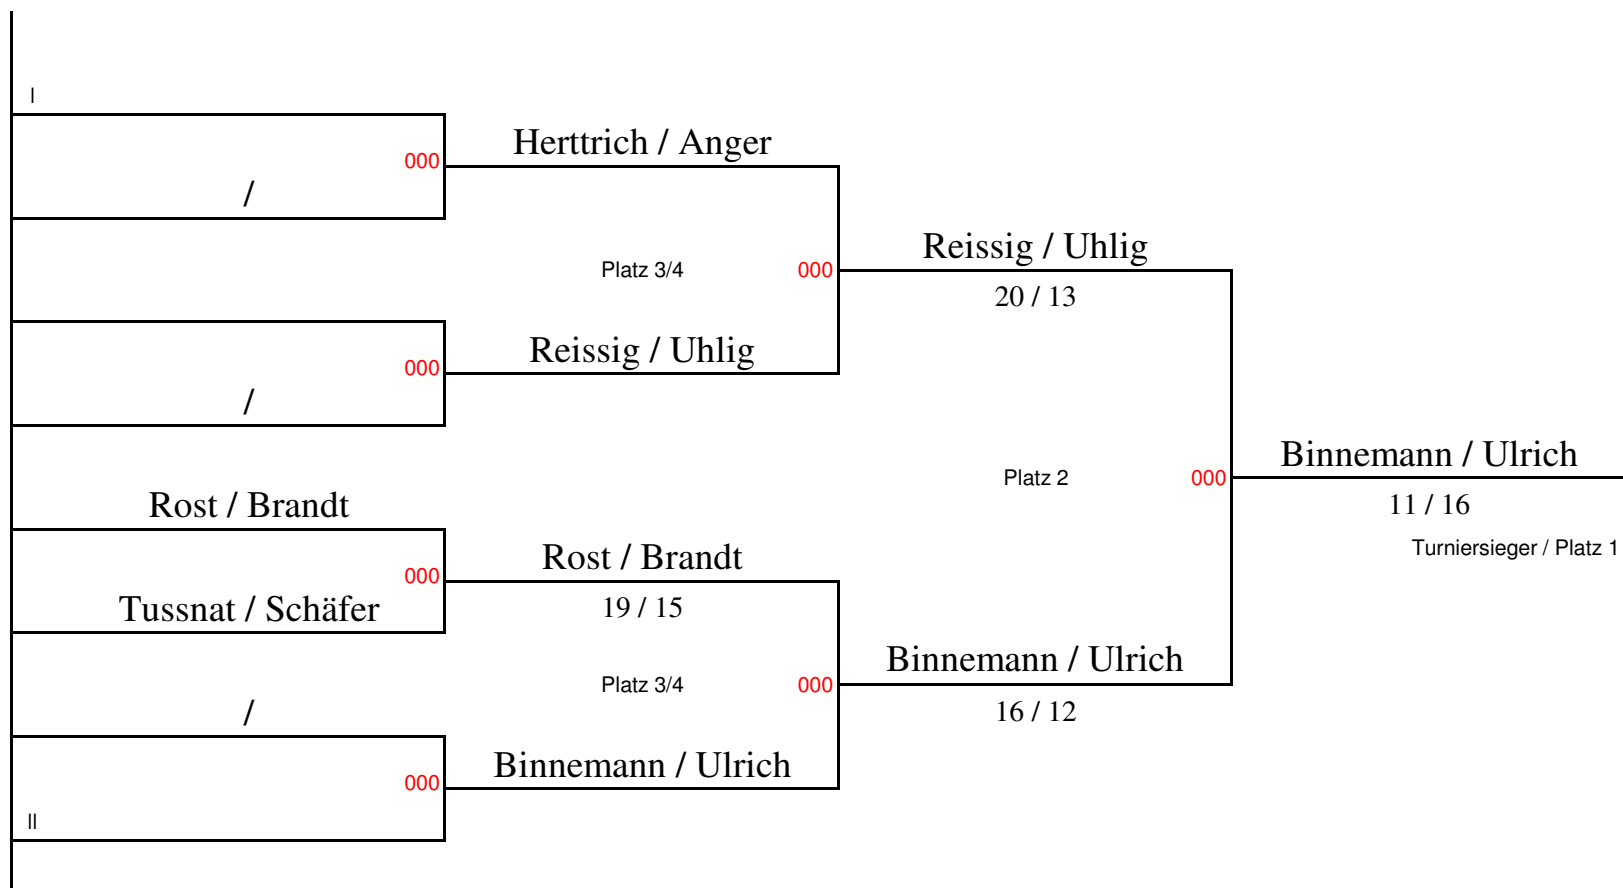 I
000
Herttrich / Anger
/
Reissig / Uhlig
Platz 3/4
000
20 / 13
Reissig / Uhlig
000
/
Binnemann / Ulrich
Platz 2
000
11 / 16
Rost / Brandt
Turniersieger / Platz 1
Rost / Brandt
000
Tussnat / Schäfer
19 / 15
Binnemann / Ulrich
Platz 3/4
000
16 / 12
/
Binnemann / Ulrich
000
II